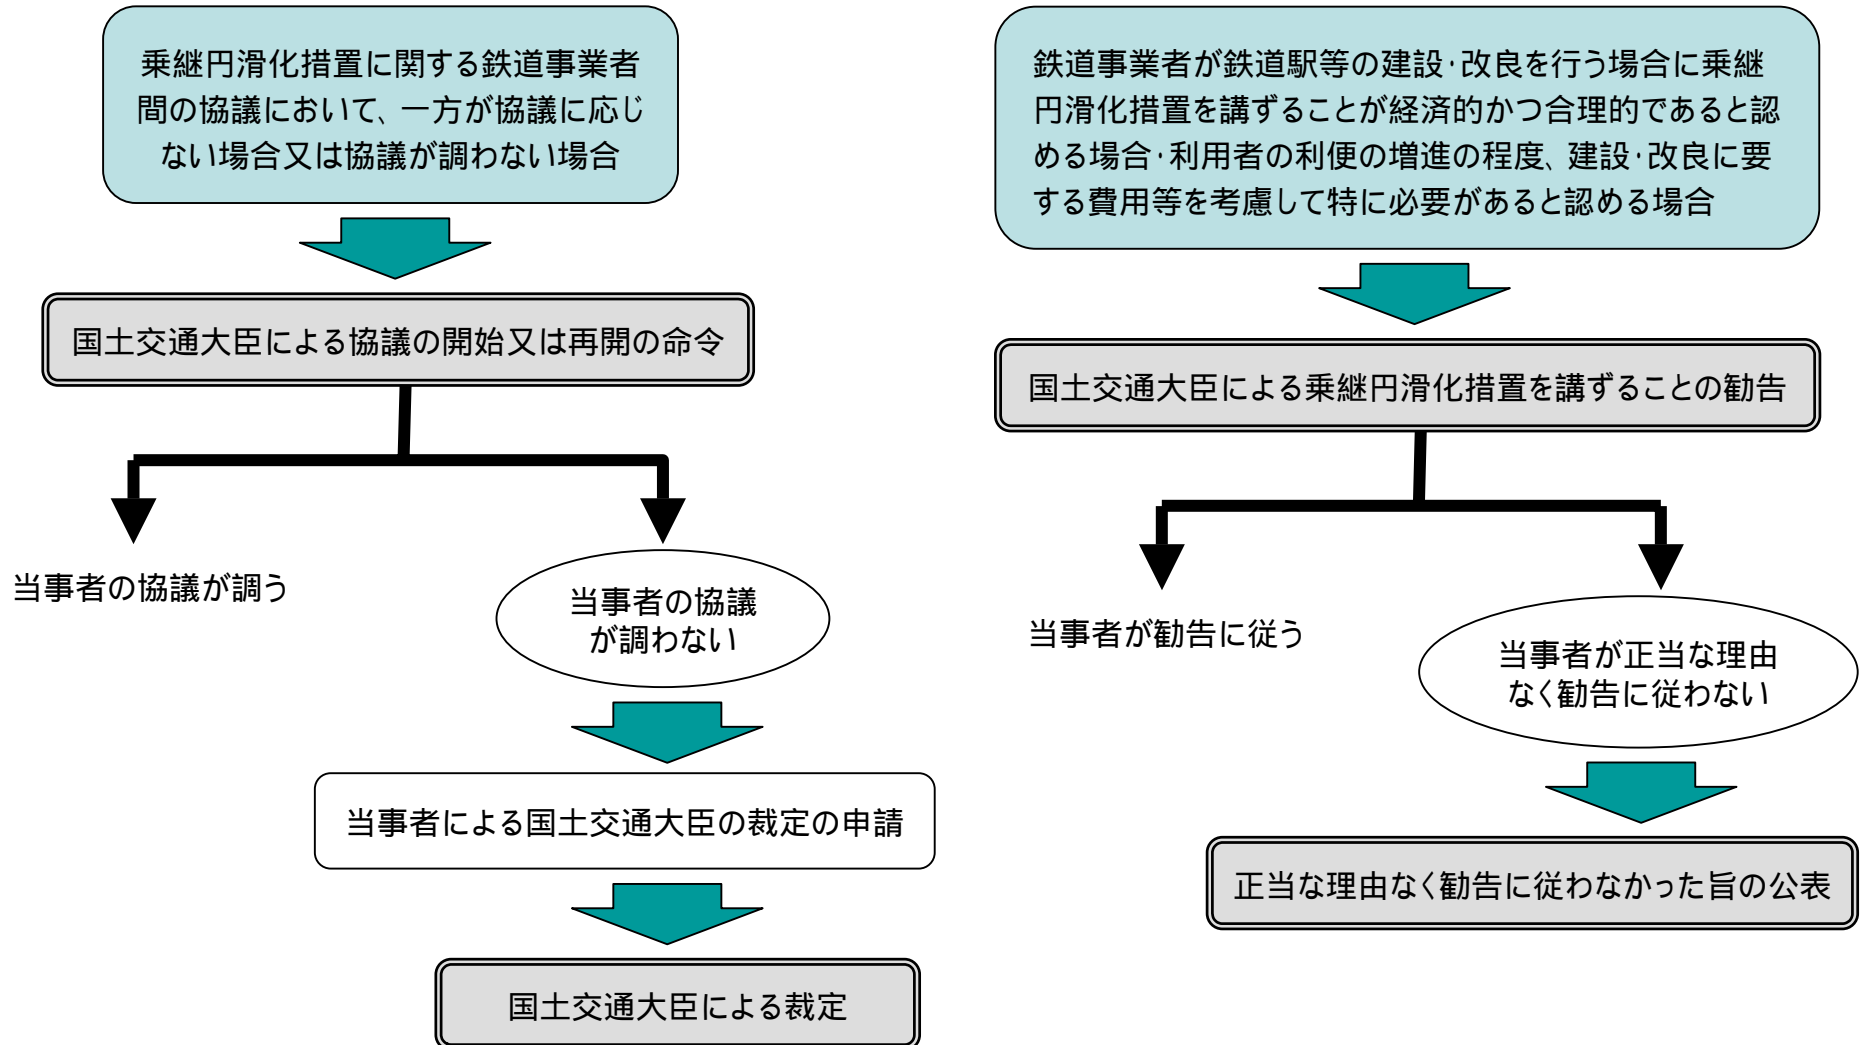 乗継円滑化措置に関する鉄道事業者
間の協議において、一方が協議に応じ
ない場合又は協議が調わない場合
国土交通大臣による協議の開始又は再開の命令
当事者の協議が調う
当事者の協議
が調わない
当事者による国土交通大臣の裁定の申請
国土交通大臣による裁定
鉄道事業者が鉄道駅等の建設・改良を行う場合に乗継
円滑化措置を講ずることが経済的かつ合理的であると認
める場合・利用者の利便の増進の程度、建設・改良に要
する費用等を考慮して特に必要があると認める場合
国土交通大臣による乗継円滑化措置を講ずることの勧告
当事者が勧告に従う
当事者が正当な理由
なく勧告に従わない
正当な理由なく勧告に従わなかった旨の公表